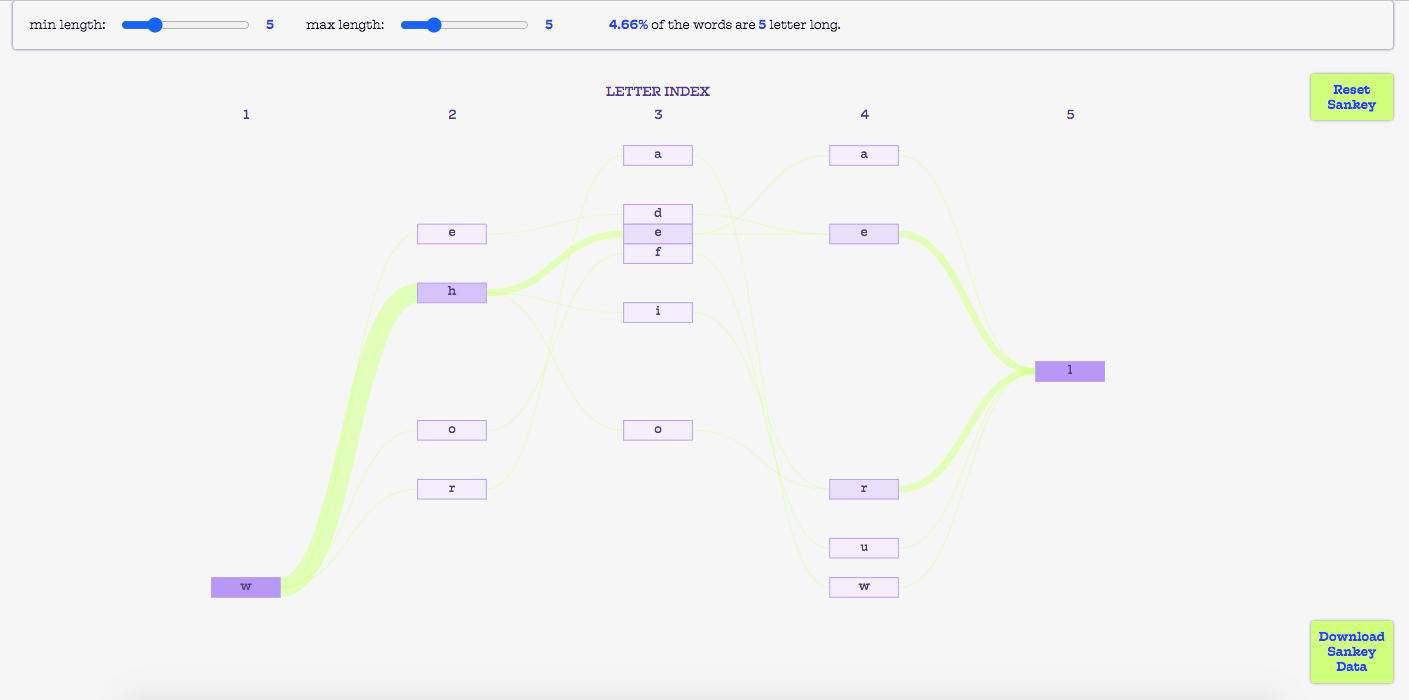 min length: 5 max length: 5 4.66% of the words are 5 letter long.
LETTER INDEX
Reset
Sankey
1 2 3 4 5
a a
d
e e e
f
h
i
l
o o
r r
u
w w
Download
Sankey
Data